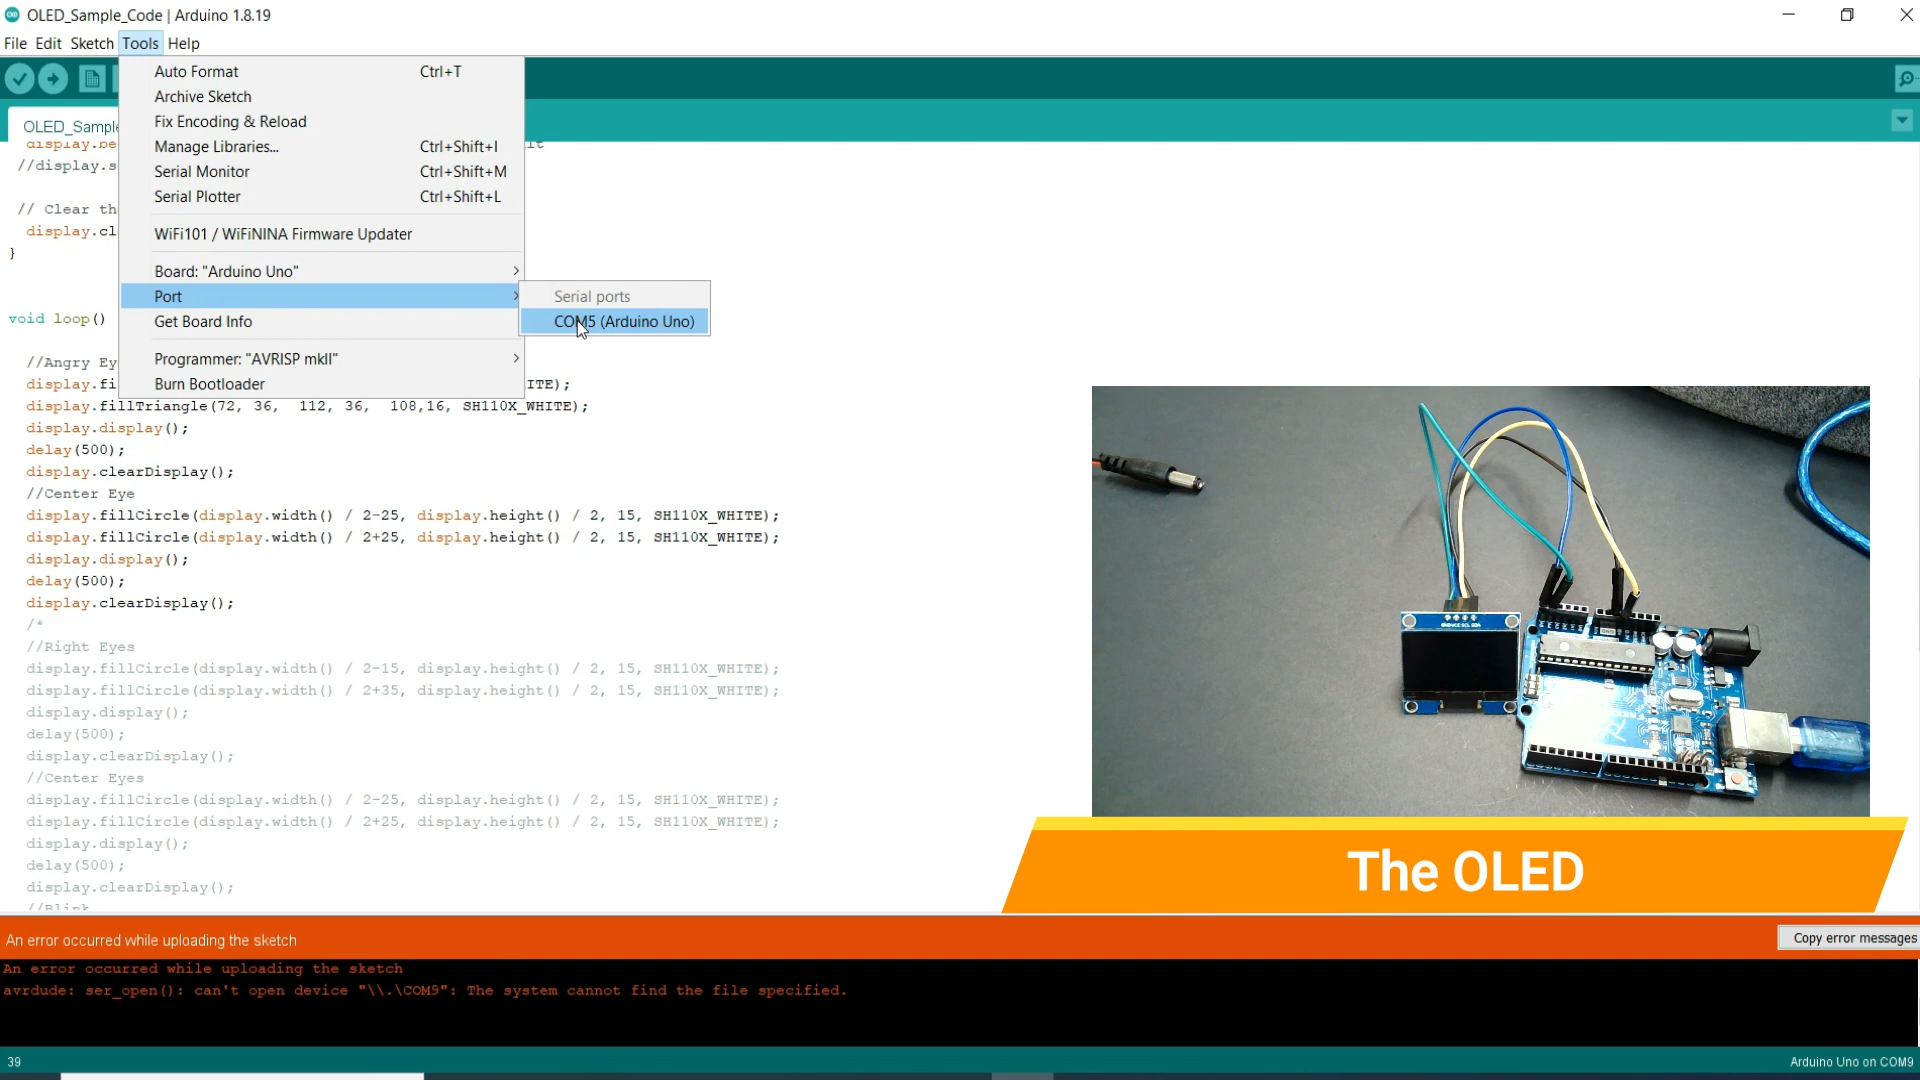 OLED_Sample_Code | Arduino 1.8.19
File Edit Sketch Tools Help
Auto Format Ctrl+T
Archive Sketch
Fix Encoding & Reload
Manage Libraries... Ctrl+Shift+I
Serial Monitor Ctrl+Shift+M
Serial Plotter Ctrl+Shift+L
WiFi101 / WiFiNINA Firmware Updater
Board: "Arduino Uno"
Port
Get Board Info
Programmer: "AVRISP mkII"
Burn Bootloader
Serial ports
COM5 (Arduino Uno)
OLED_Sample
display.be
//display.s
// Clear th
display.cl
}
void loop()
//Angry Ey
display.fi ITE);
display.fillTriangle(72, 36, 112, 36, 108,16, SH110X_WHITE);
display.display();
delay(500);
display.clearDisplay();
//Center Eye
display.fillCircle(display.width() / 2-25, display.height() / 2, 15, SH110X_WHITE);
display.fillCircle(display.width() / 2+25, display.height() / 2, 15, SH110X_WHITE);
display.display();
delay(500);
display.clearDisplay();
/*
//Right Eyes
display.fillCircle(display.width() / 2-15, display.height() / 2, 15, SH110X_WHITE);
display.fillCircle(display.width() / 2+35, display.height() / 2, 15, SH110X_WHITE);
display.display();
delay(500);
display.clearDisplay();
//Center Eyes
display.fillCircle(display.width() / 2-25, display.height() / 2, 15, SH110X_WHITE);
display.fillCircle(display.width() / 2+25, display.height() / 2, 15, SH110X_WHITE);
display.display();
delay(500);
display.clearDisplay();
//Blink
The OLED
An error occurred while uploading the sketch
Copy error messages
An error occurred while uploading the sketch
avrdude: ser_open(): can't open device "\\.\COM9": The system cannot find the file specified.
39
Arduino Uno on COM9